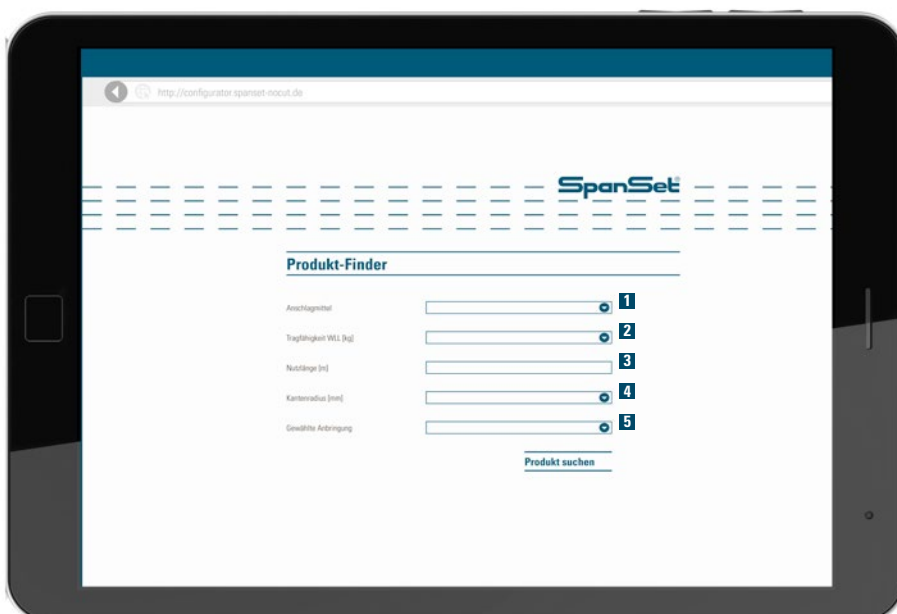 http://configurator.spanset-nocut.de
SpanSet®
Produkt-Finder
Anschlagmittel 1
Tragfähigkeit WLL [kg] 2
Nutzlänge [m] 3
Kantenradius [mm] 4
Gewählte Anbringung 5
Produkt suchen